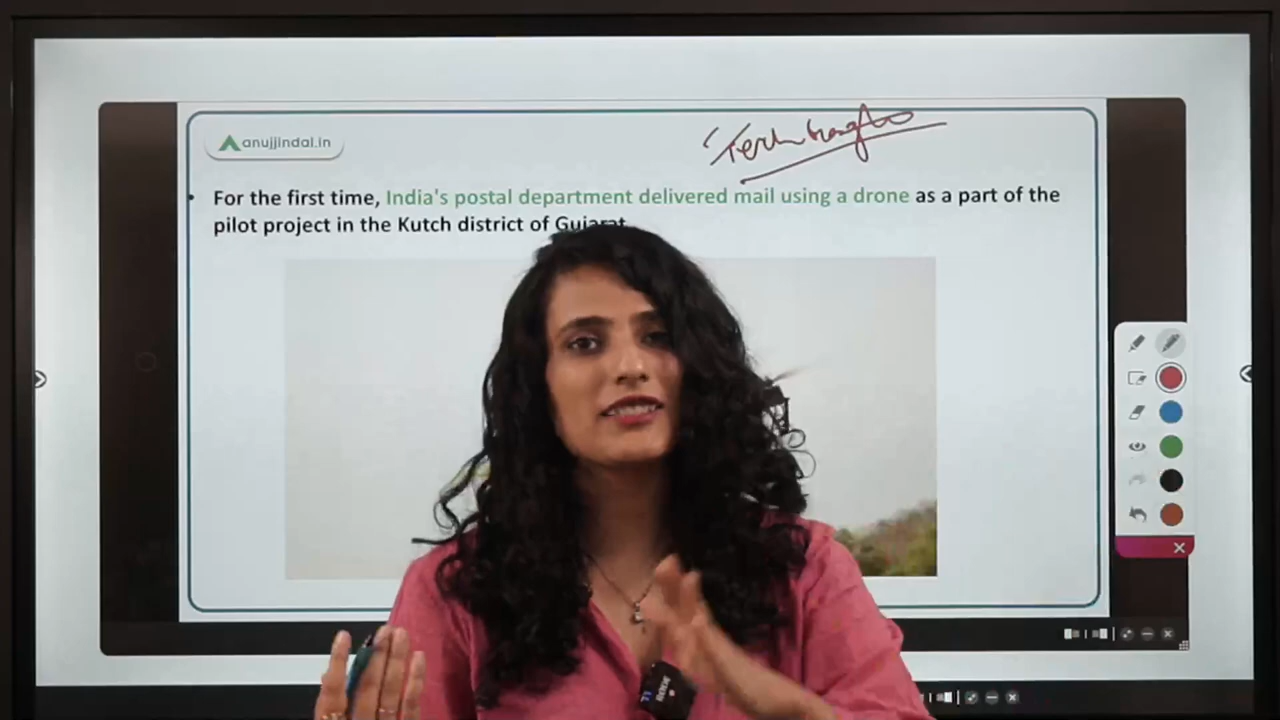 anujjindal.in
For the first time, India's postal department delivered mail using a drone as a part of the
pilot project in the Kutch district of Gujarat